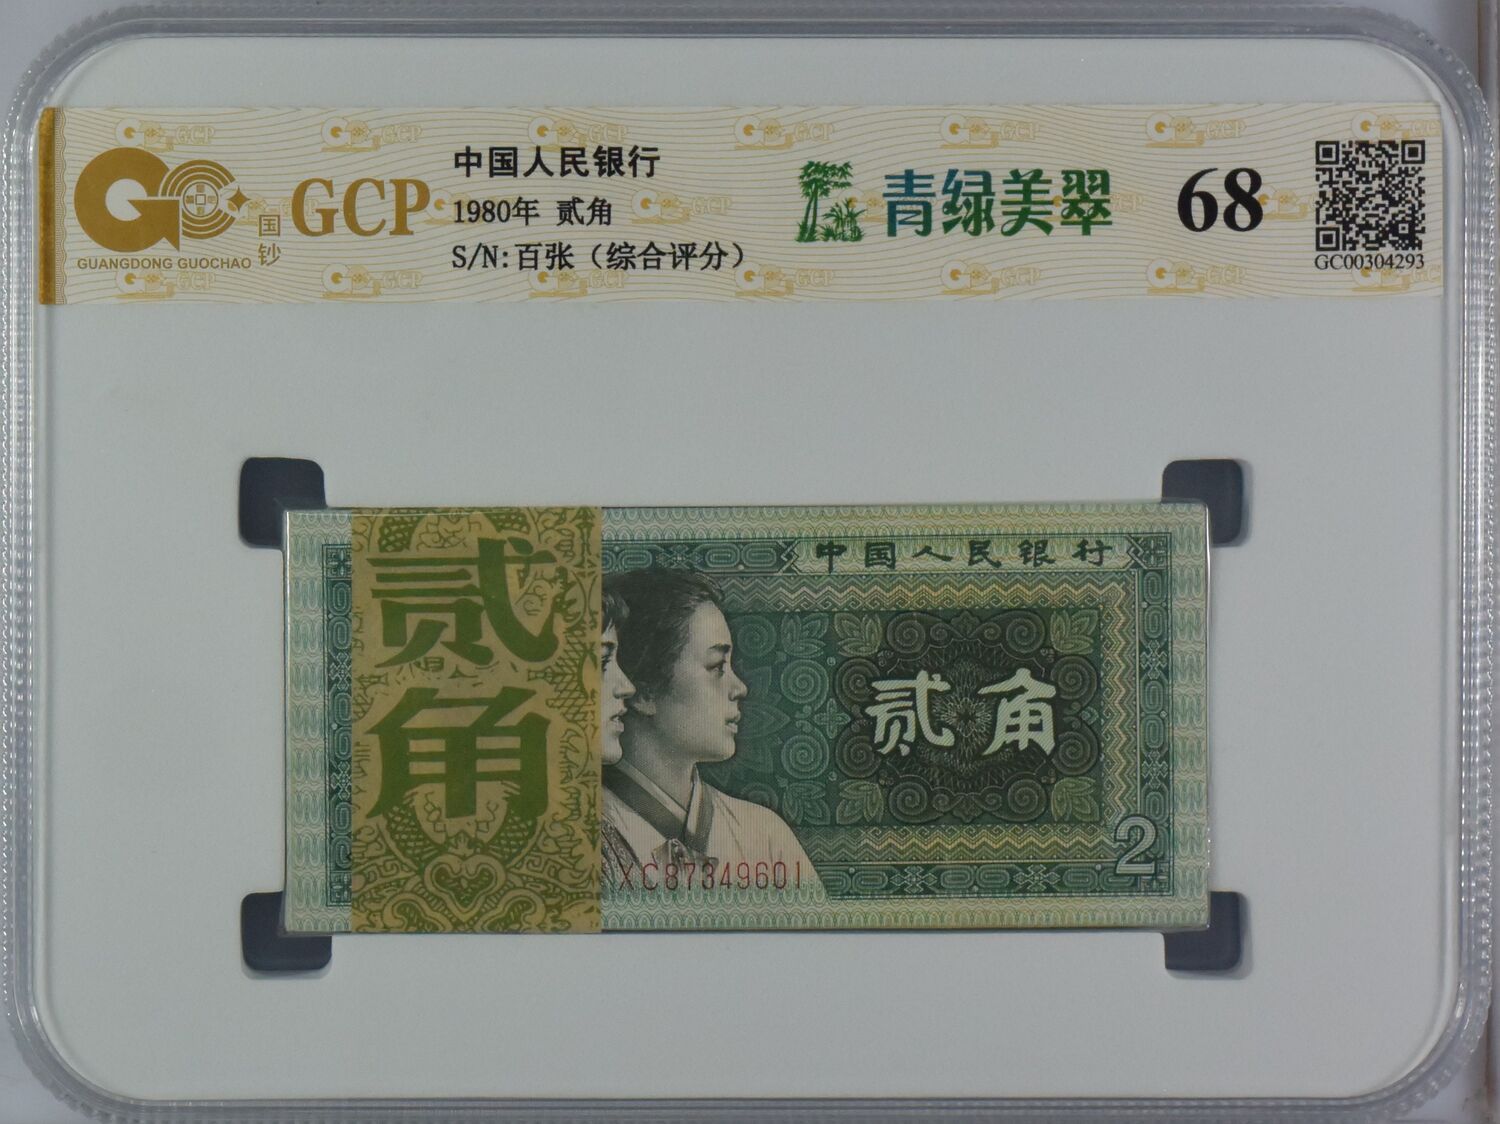 GUANGDONG GUOCHAO
国钞
GCP
中国人民银行
1980年 贰角
S/N:百张（综合评分）
青绿美翠
68
GC00304293
贰角
中国人民银行
贰角
XC87349601
2